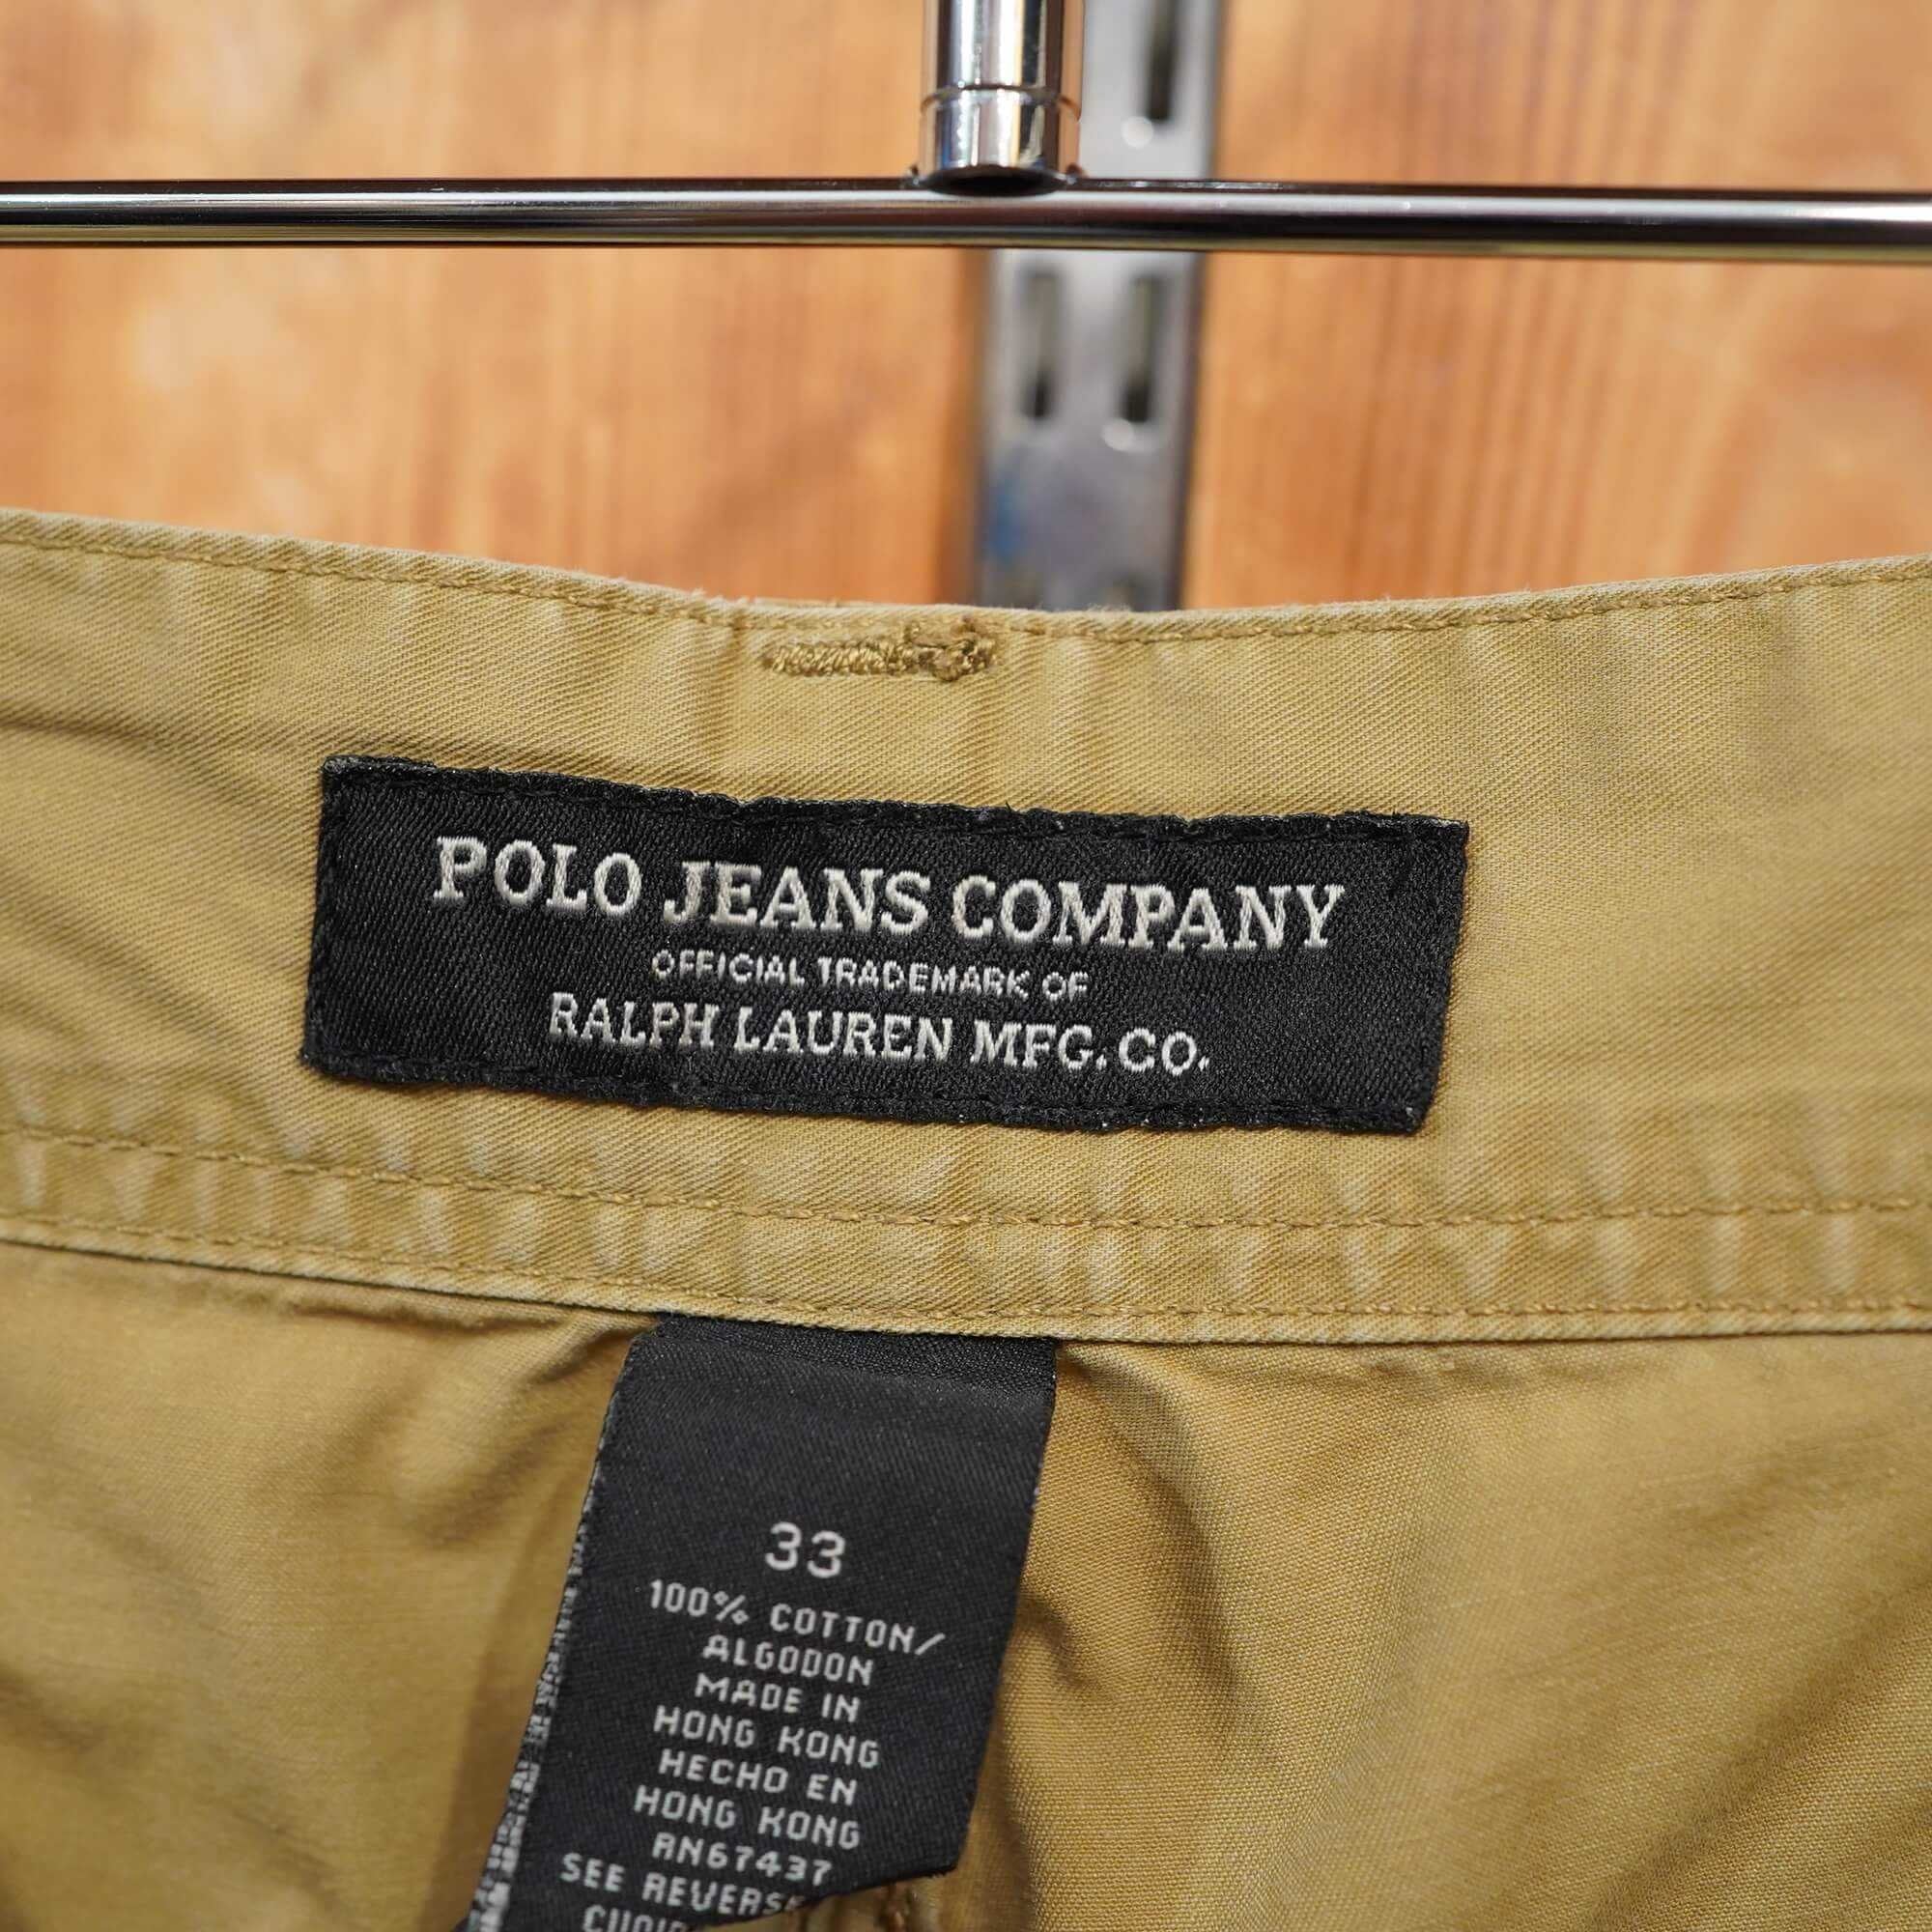 POLO JEANS COMPANY
OFFICIAL TRADEMARK OF
RALPH LAUREN MFG. CO.
33
100% COTTON/
ALGODON
MADE IN
HONG KONG
HECHO EN
HONG KONG
RN67437
SEE REVERSE